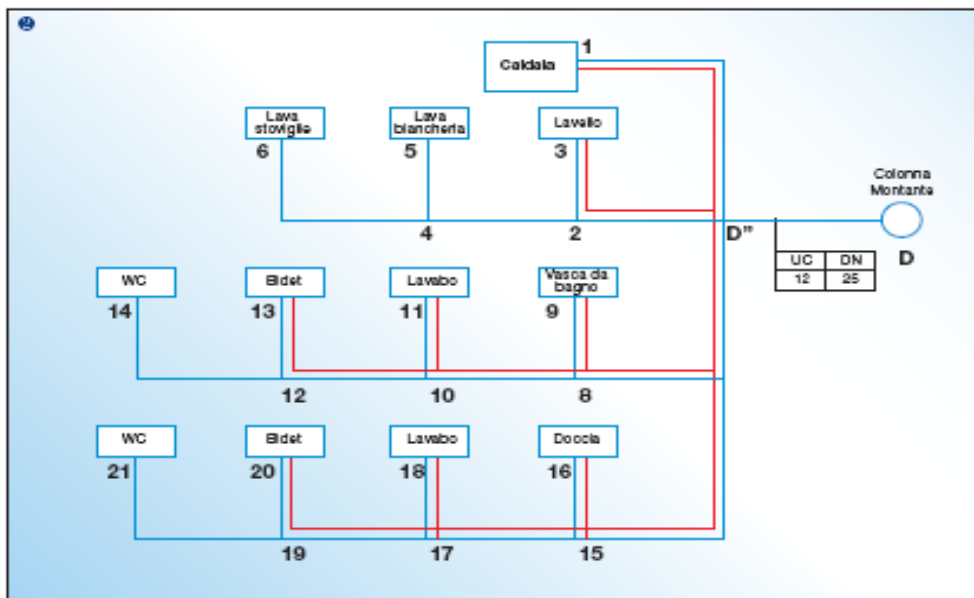 1
Caldaia
Lava
stoviglie
Lava
biancheria
Lavello
6
5
3
Colonna
Montante
4
2
D”
D
UC
DN
12
25
WC
Bidet
Lavabo
Vasca da
bagno
14
13
11
9
12
10
8
WC
Bidet
Lavabo
Doccia
21
20
18
16
19
17
15